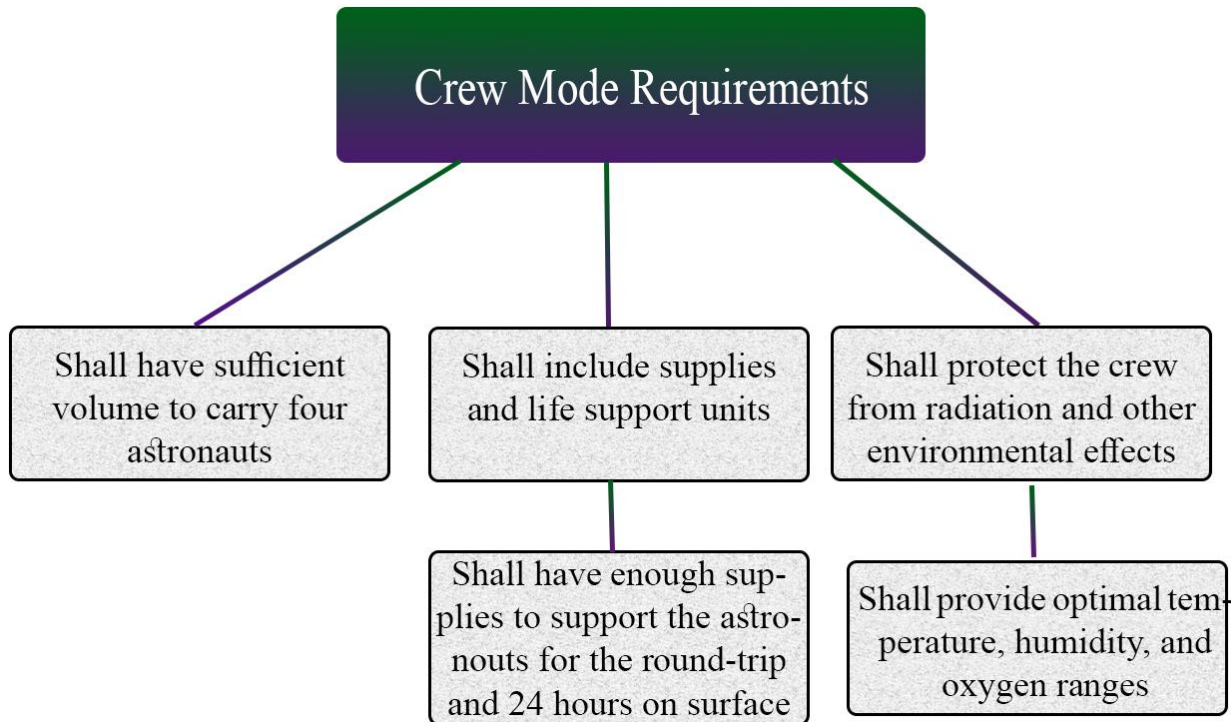 Crew Mode Requirements
Shall have sufficient
volume to carry four
astronauts
Shall include supplies
and life support units
Shall protect the crew
from radiation and other
environmental effects
Shall have enough sup-
plies to support the astro-
nouts for the round-trip
and 24 hours on surface
Shall provide optimal tem-
perature, humidity, and
oxygen ranges